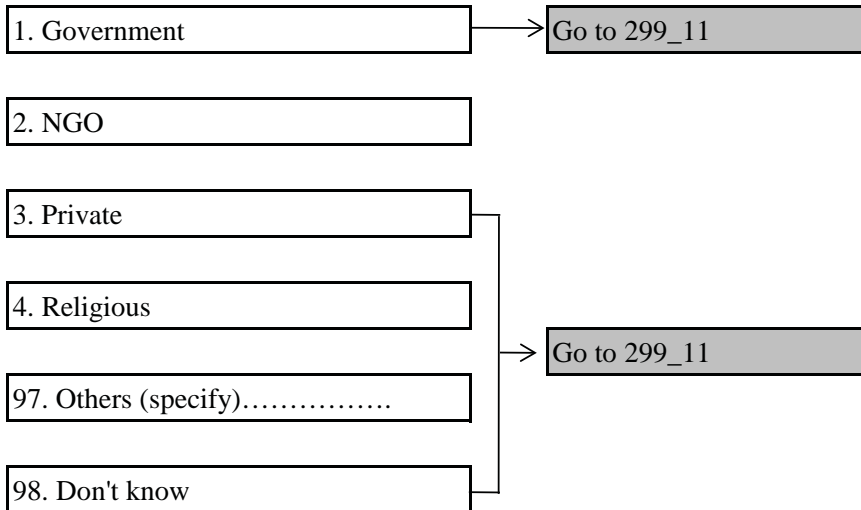 1. Government
Go to 299_11
2. NGO
3. Private
4. Religious
Go to 299_11
97. Others (specify)…………….
98. Don't know